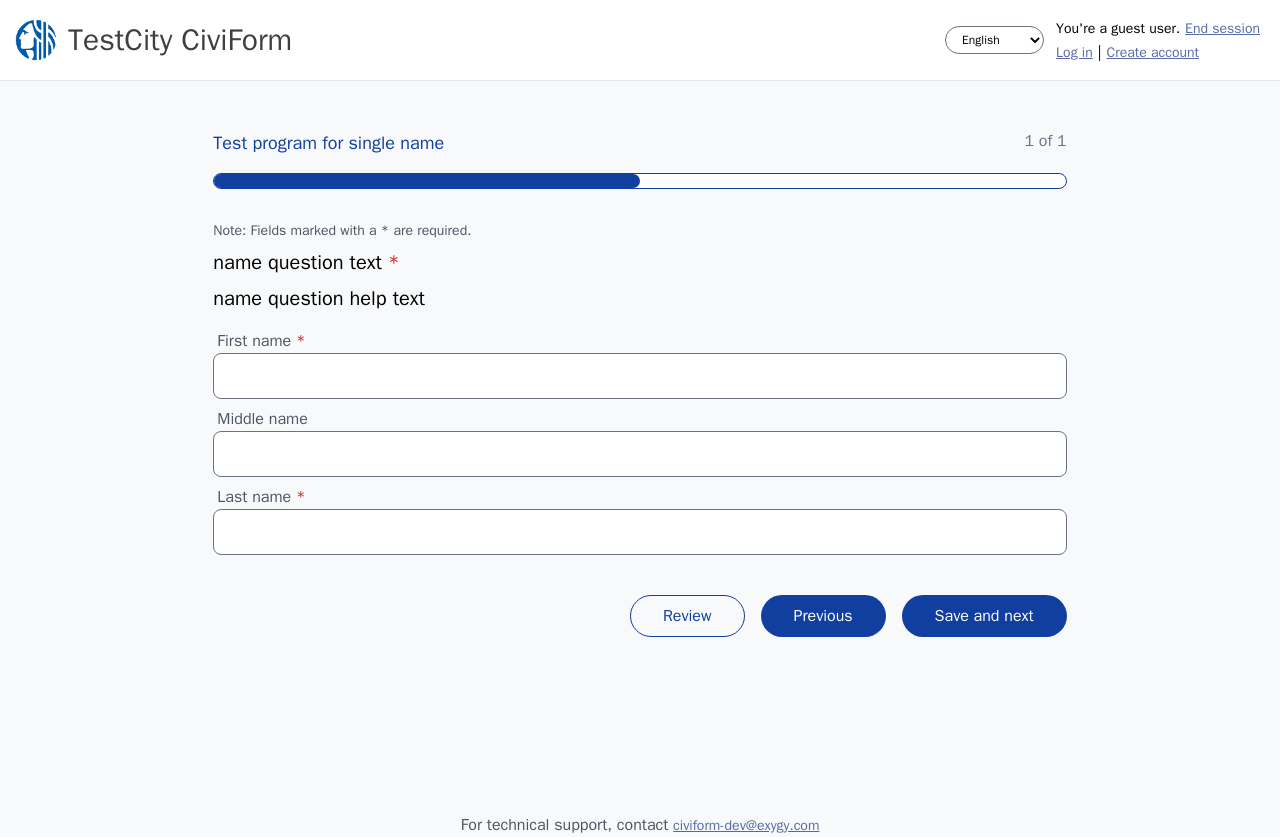 TestCity CiviForm
English
You're a guest user. End session
Log in | Create account
Test program for single name
1 of 1
Note: Fields marked with a * are required.
name question text *
name question help text
First name *
Middle name
Last name *
Review
Previous
Save and next
For technical support, contact civiform-dev@exygy.com